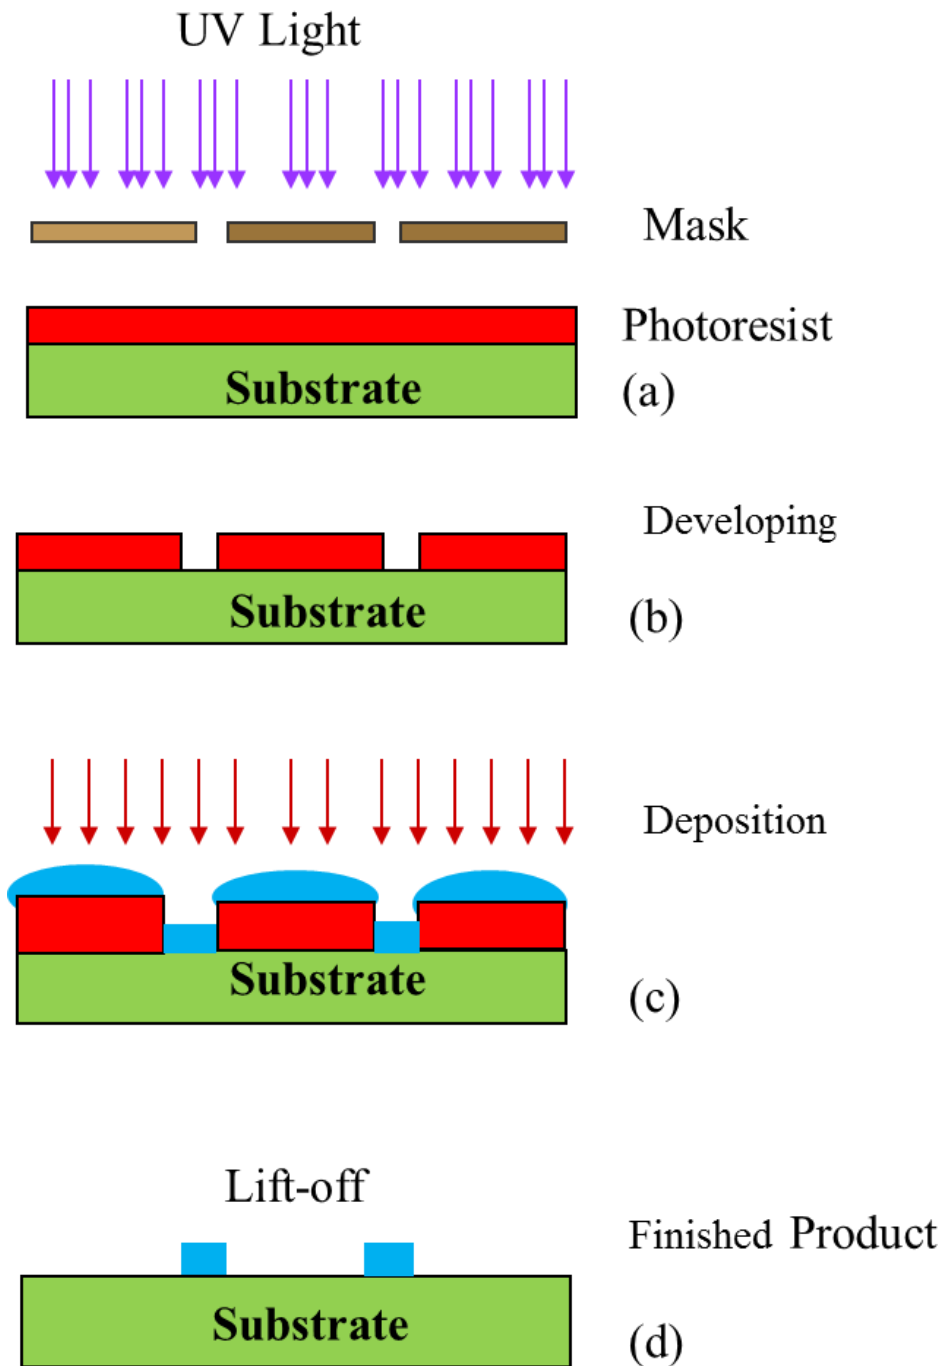 UV Light
Mask
Photoresist
Substrate
(a)
Developing
Substrate
(b)
Deposition
Substrate
(c)
Lift-off
Finished Product
Substrate
(d)